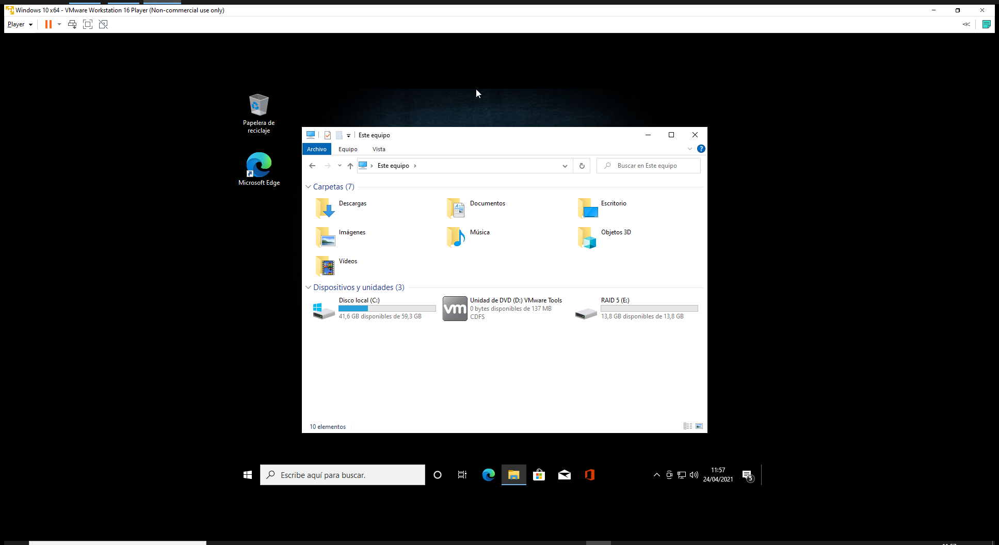 Windows 10 x64 - VMware Workstation 16 Player (Non-commercial use only)
Player
Papelera de
reciclaje
Microsoft Edge
Este equipo
Archivo Equipo Vista
?
Este equipo
Buscar en Este equipo
Carpetas (7)
Descargas
Documentos
Escritorio
Imágenes
Música
Objetos 3D
Vídeos
Dispositivos y unidades (3)
Disco local (C:)
41,6 GB disponibles de 59,3 GB
vm
Unidad de DVD (D:) VMware Tools
0 bytes disponibles de 137 MB
CDFS
RAID 5 (E:)
13,8 GB disponibles de 13,8 GB
10 elementos
Escribe aquí para buscar.
11:57
24/04/2021
5